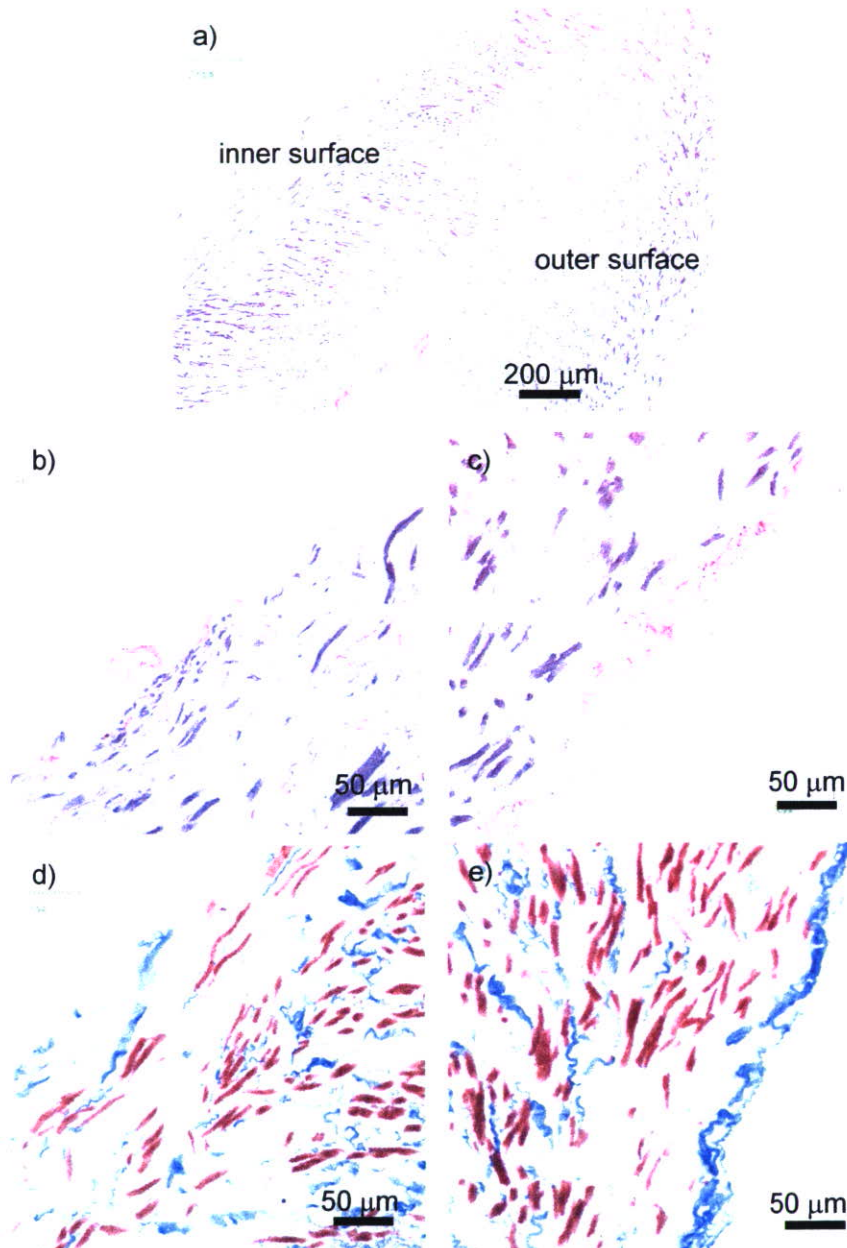 a)
inner surface
outer surface
200 μm
b)
c)
50 μm
50 μm
d)
e)
50 μm
50 μm